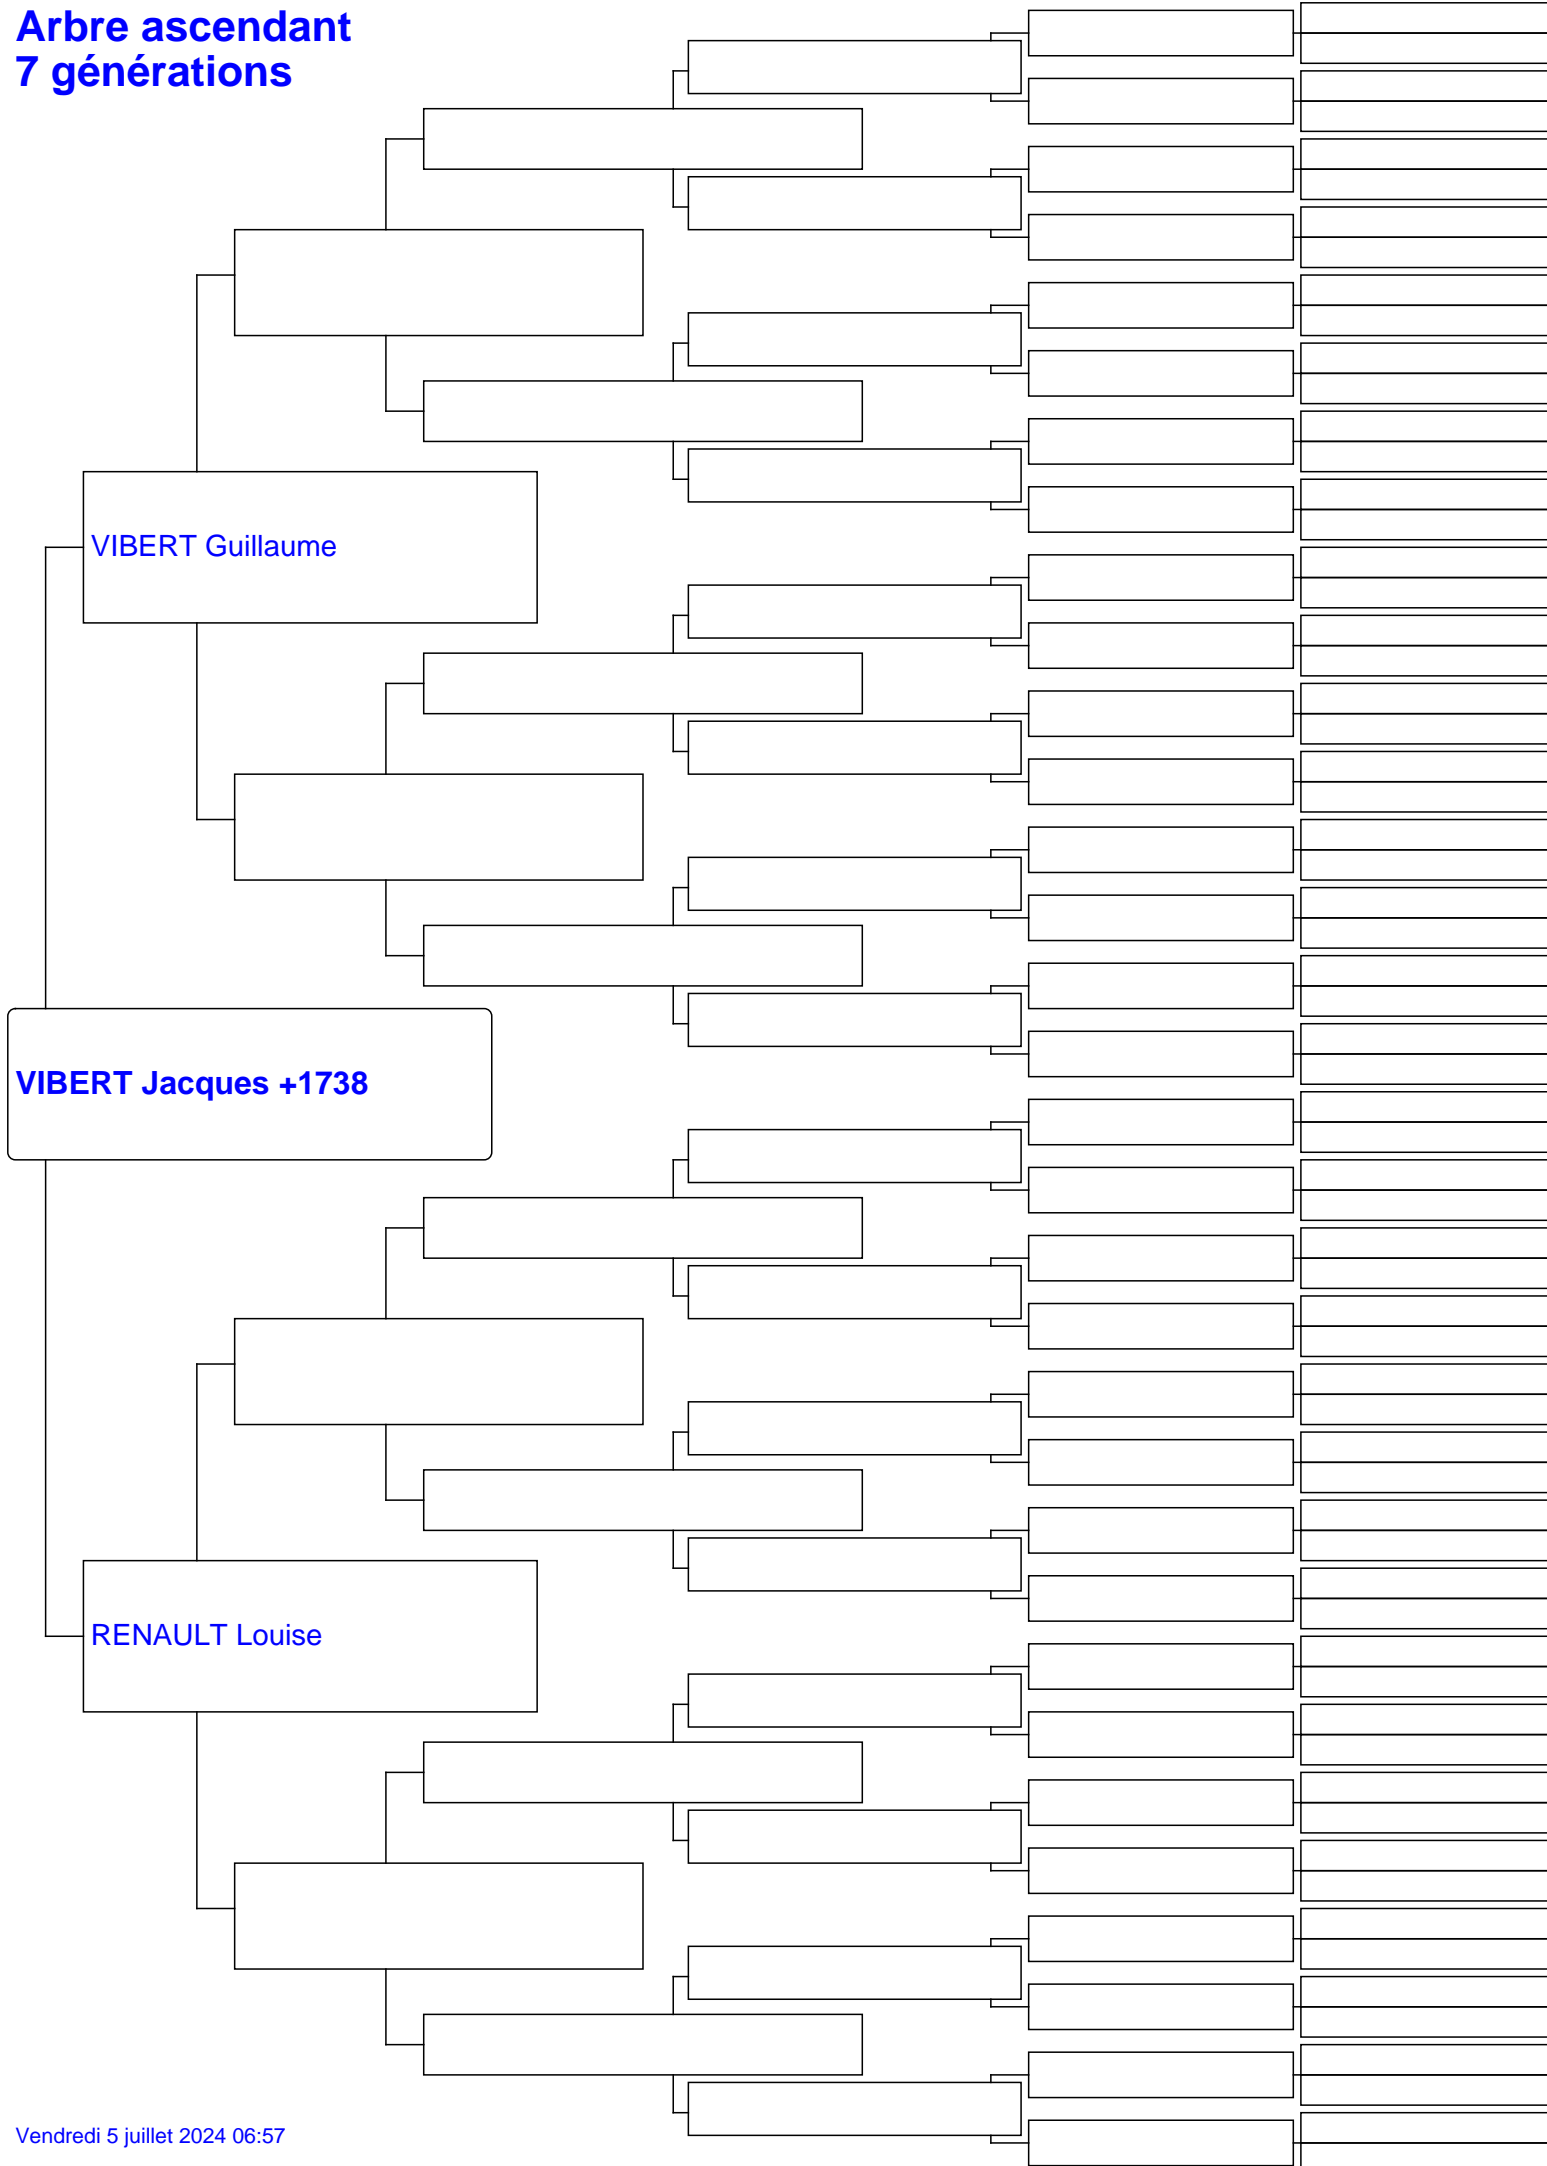 Arbre ascendant
7 générations
VIBERT Guillaume
VIBERT Jacques +1738
RENAULT Louise
Vendredi 5 juillet 2024 06:57